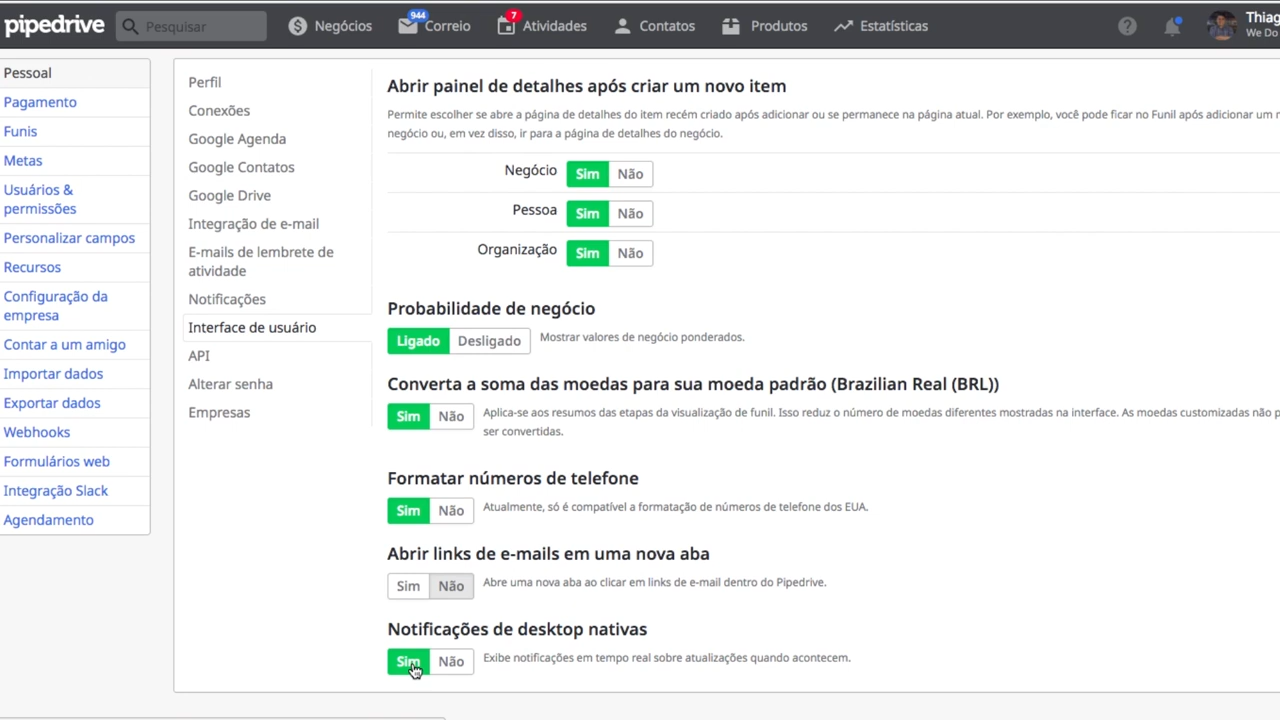 pipedrive
Pesquisar
Negócios
944
Correio
7
Atividades
Contatos
Produtos
Estatísticas
?
Thiag
We Do
Pessoal
Pagamento
Funis
Metas
Usuários &
permissões
Personalizar campos
Recursos
Configuração da
empresa
Contar a um amigo
Importar dados
Exportar dados
Webhooks
Formulários web
Integração Slack
Agendamento
Perfil
Conexões
Google Agenda
Google Contatos
Google Drive
Integração de e-mail
E-mails de lembrete de
atividade
Notificações
Interface de usuário
API
Alterar senha
Empresas
Abrir painel de detalhes após criar um novo item
Permite escolher se abre a página de detalhes do item recém criado após adicionar ou se permanece na página atual. Por exemplo, você pode ficar no Funil após adicionar um
negócio ou, em vez disso, ir para a página de detalhes do negócio.
Negócio Sim Não
Pessoa Sim Não
Organização Sim Não
Probabilidade de negócio
Ligado Desligado Mostrar valores de negócio ponderados.
Converta a soma das moedas para sua moeda padrão (Brazilian Real (BRL))
Sim Não Aplica-se aos resumos das etapas da visualização de funil. Isso reduz o número de moedas diferentes mostradas na interface. As moedas customizadas não
ser convertidas.
Formatar números de telefone
Sim Não Atualmente, só é compatível a formatação de números de telefone dos EUA.
Abrir links de e-mails em uma nova aba
Sim Não Abre uma nova aba ao clicar em links de e-mail dentro do Pipedrive.
Notificações de desktop nativas
Sim Não Exibe notificações em tempo real sobre atualizações quando acontecem.